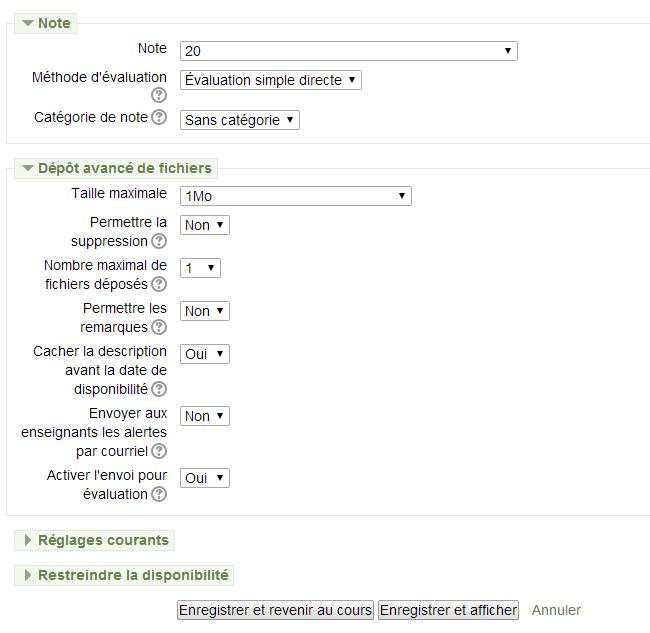 Note
Note 20
Méthode d'évaluation Évaluation simple directe
Catégorie de note Sans catégorie
Dépôt avancé de fichiers
Taille maximale 1Mo
Permettre la
suppression Non
Nombre maximal de
fichiers déposés 1
Permettre les
remarques Non
Cacher la description
avant la date de
disponibilité Oui
Envoyer aux
enseignants les alertes
par courriel Non
Activer l'envoi pour
évaluation Oui
Réglages courants
Restreindre la disponibilité
Enregistrer et revenir au cours Enregistrer et afficher Annuler